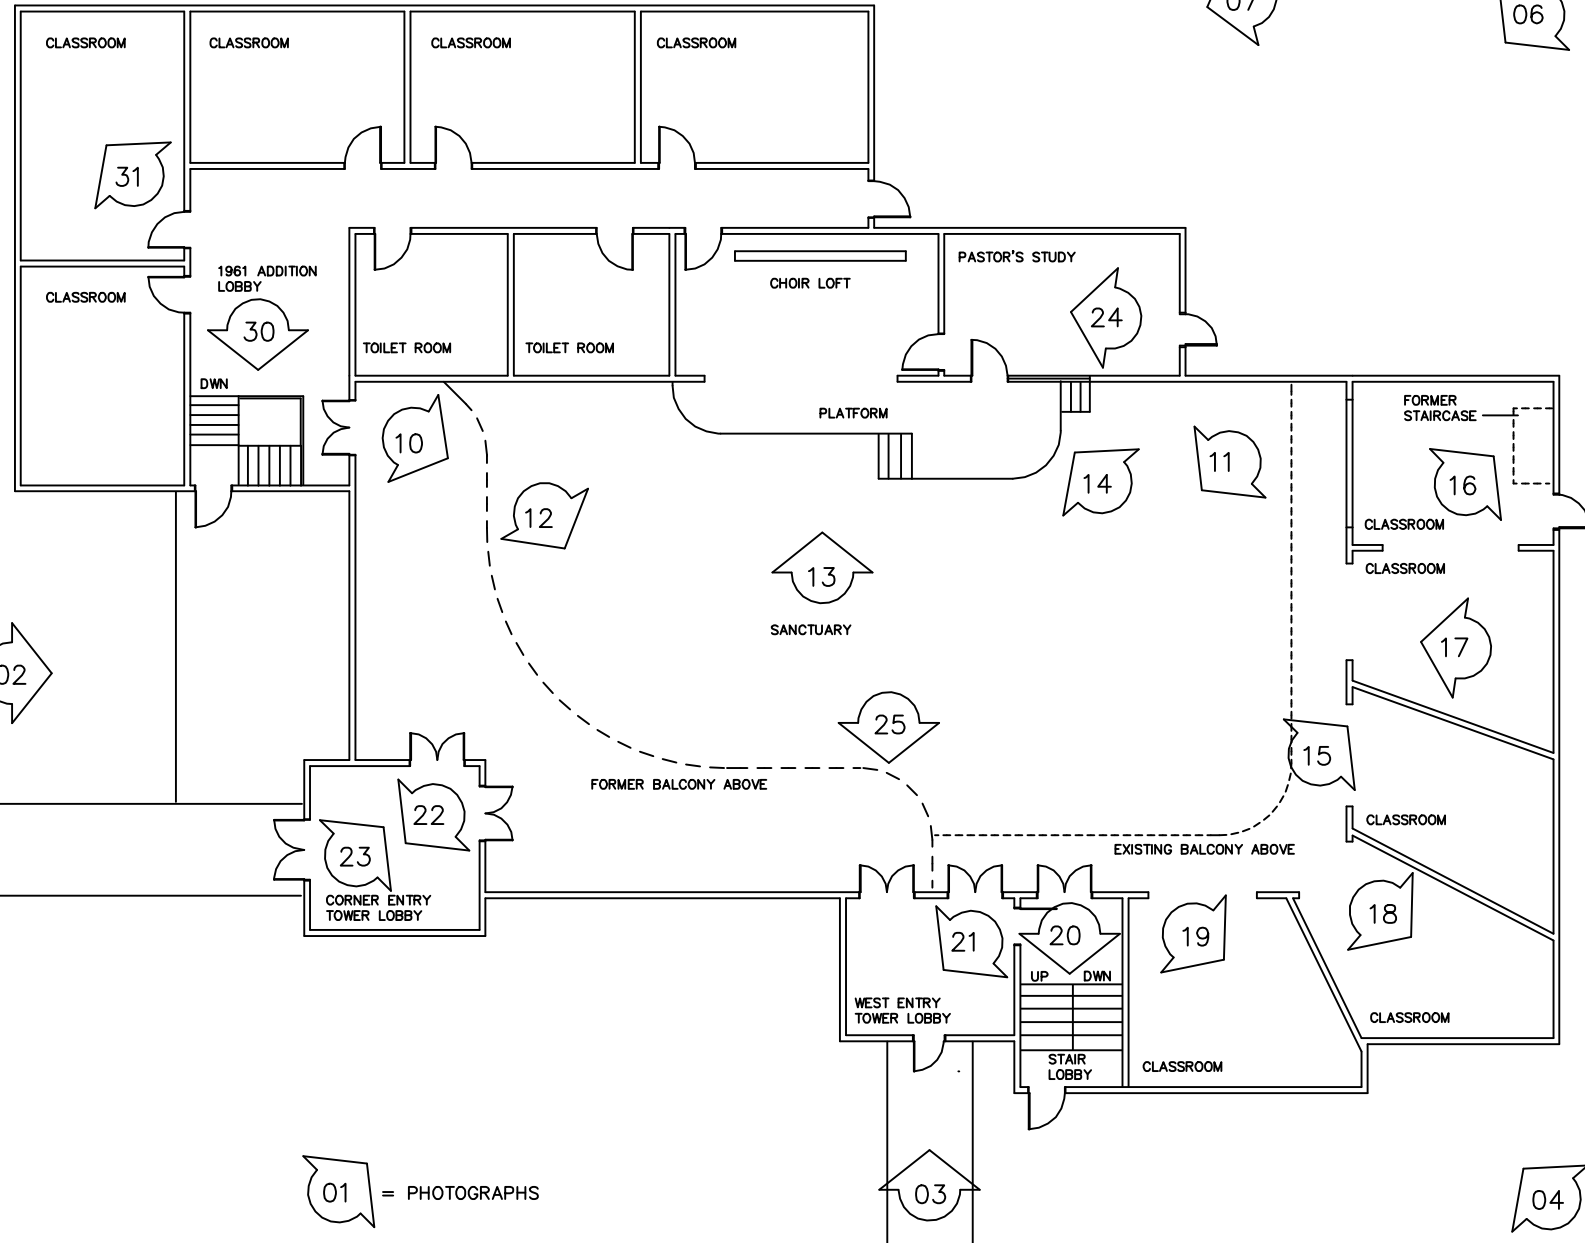 07
06
CLASSROOM
CLASSROOM
CLASSROOM
CLASSROOM
31
1961 ADDITION
LOBBY
PASTOR'S STUDY
CHOIR LOFT
CLASSROOM
30
24
TOILET ROOM
TOILET ROOM
DWN
FORMER
STAIRCASE
PLATFORM
10
11
14
16
12
CLASSROOM
CLASSROOM
13
SANCTUARY
17
02
25
15
FORMER BALCONY ABOVE
22
CLASSROOM
23
EXISTING BALCONY ABOVE
CORNER ENTRY
TOWER LOBBY
18
21
20
19
UP
DWN
WEST ENTRY
TOWER LOBBY
CLASSROOM
STAIR
LOBBY
CLASSROOM
01 = PHOTOGRAPHS
03
04